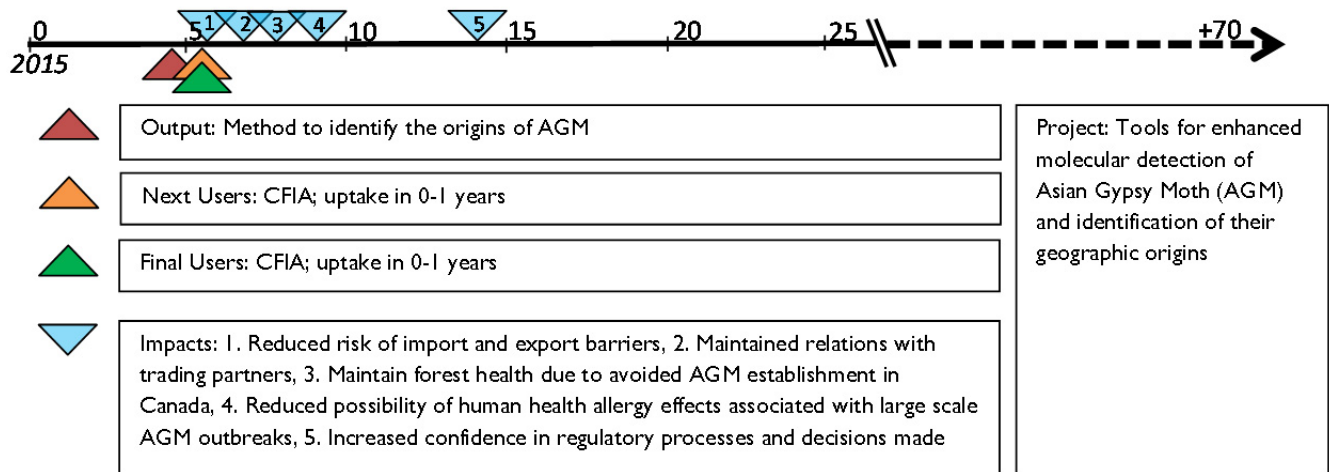 0 5 1 2 3 4 10 5 15 20 25 +70
2015
Output: Method to identify the origins of AGM
Next Users: CFIA; uptake in 0-1 years
Final Users: CFIA; uptake in 0-1 years
Impacts: 1. Reduced risk of import and export barriers, 2. Maintained relations with
trading partners, 3. Maintain forest health due to avoided AGM establishment in
Canada, 4. Reduced possibility of human health allergy effects associated with large scale
AGM outbreaks, 5. Increased confidence in regulatory processes and decisions made
Project: Tools for enhanced
molecular detection of
Asian Gypsy Moth (AGM)
and identification of their
geographic origins